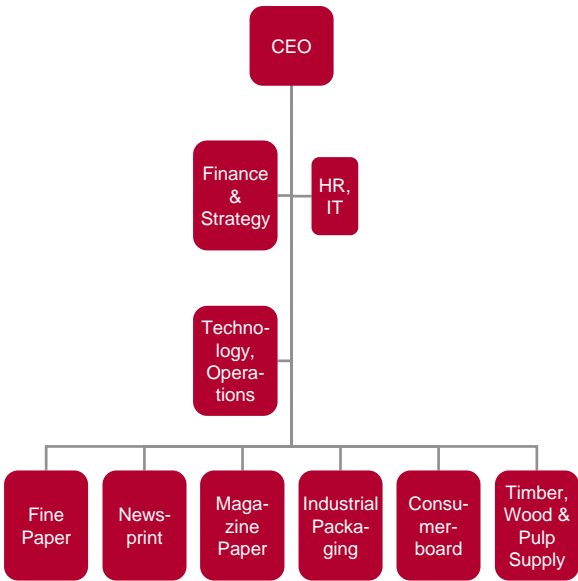 CEO
Finance
&
Strategy
HR,
IT
Techno-
logy,
Opera-
tions
Fine
Paper
News-
print
Maga-
zine
Paper
Industrial
Packa-
ging
Consu-
mer-
board
Timber,
Wood &
Pulp
Supply